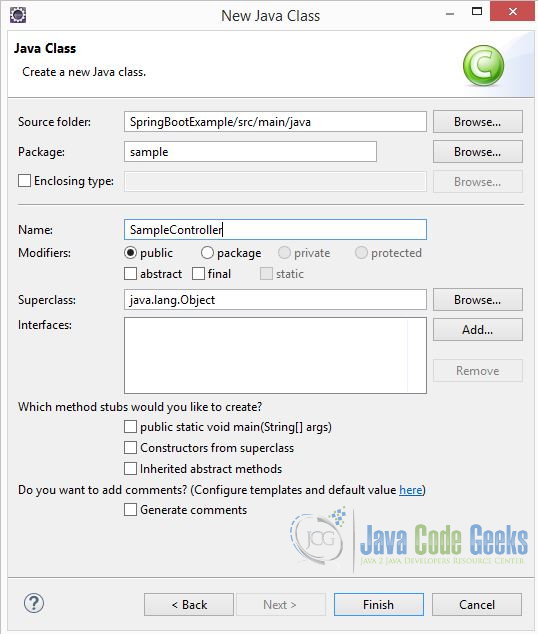 New Java Class
Java Class
Create a new Java class.
C
Source folder: SpringBootExample/src/main/java Browse...
Package: sample Browse...
Enclosing type: Browse...
Name: SampleController
Modifiers: public package private protected
abstract final static
Superclass: java.lang.Object Browse...
Interfaces: Add...
Remove
Which method stubs would you like to create?
public static void main(String[] args)
Constructors from superclass
Inherited abstract methods
Do you want to add comments? (Configure templates and default value here)
Generate comments
JCG Java Code Geeks
Java 2 Java Developers Resource Center
? < Back Next > Finish Cancel